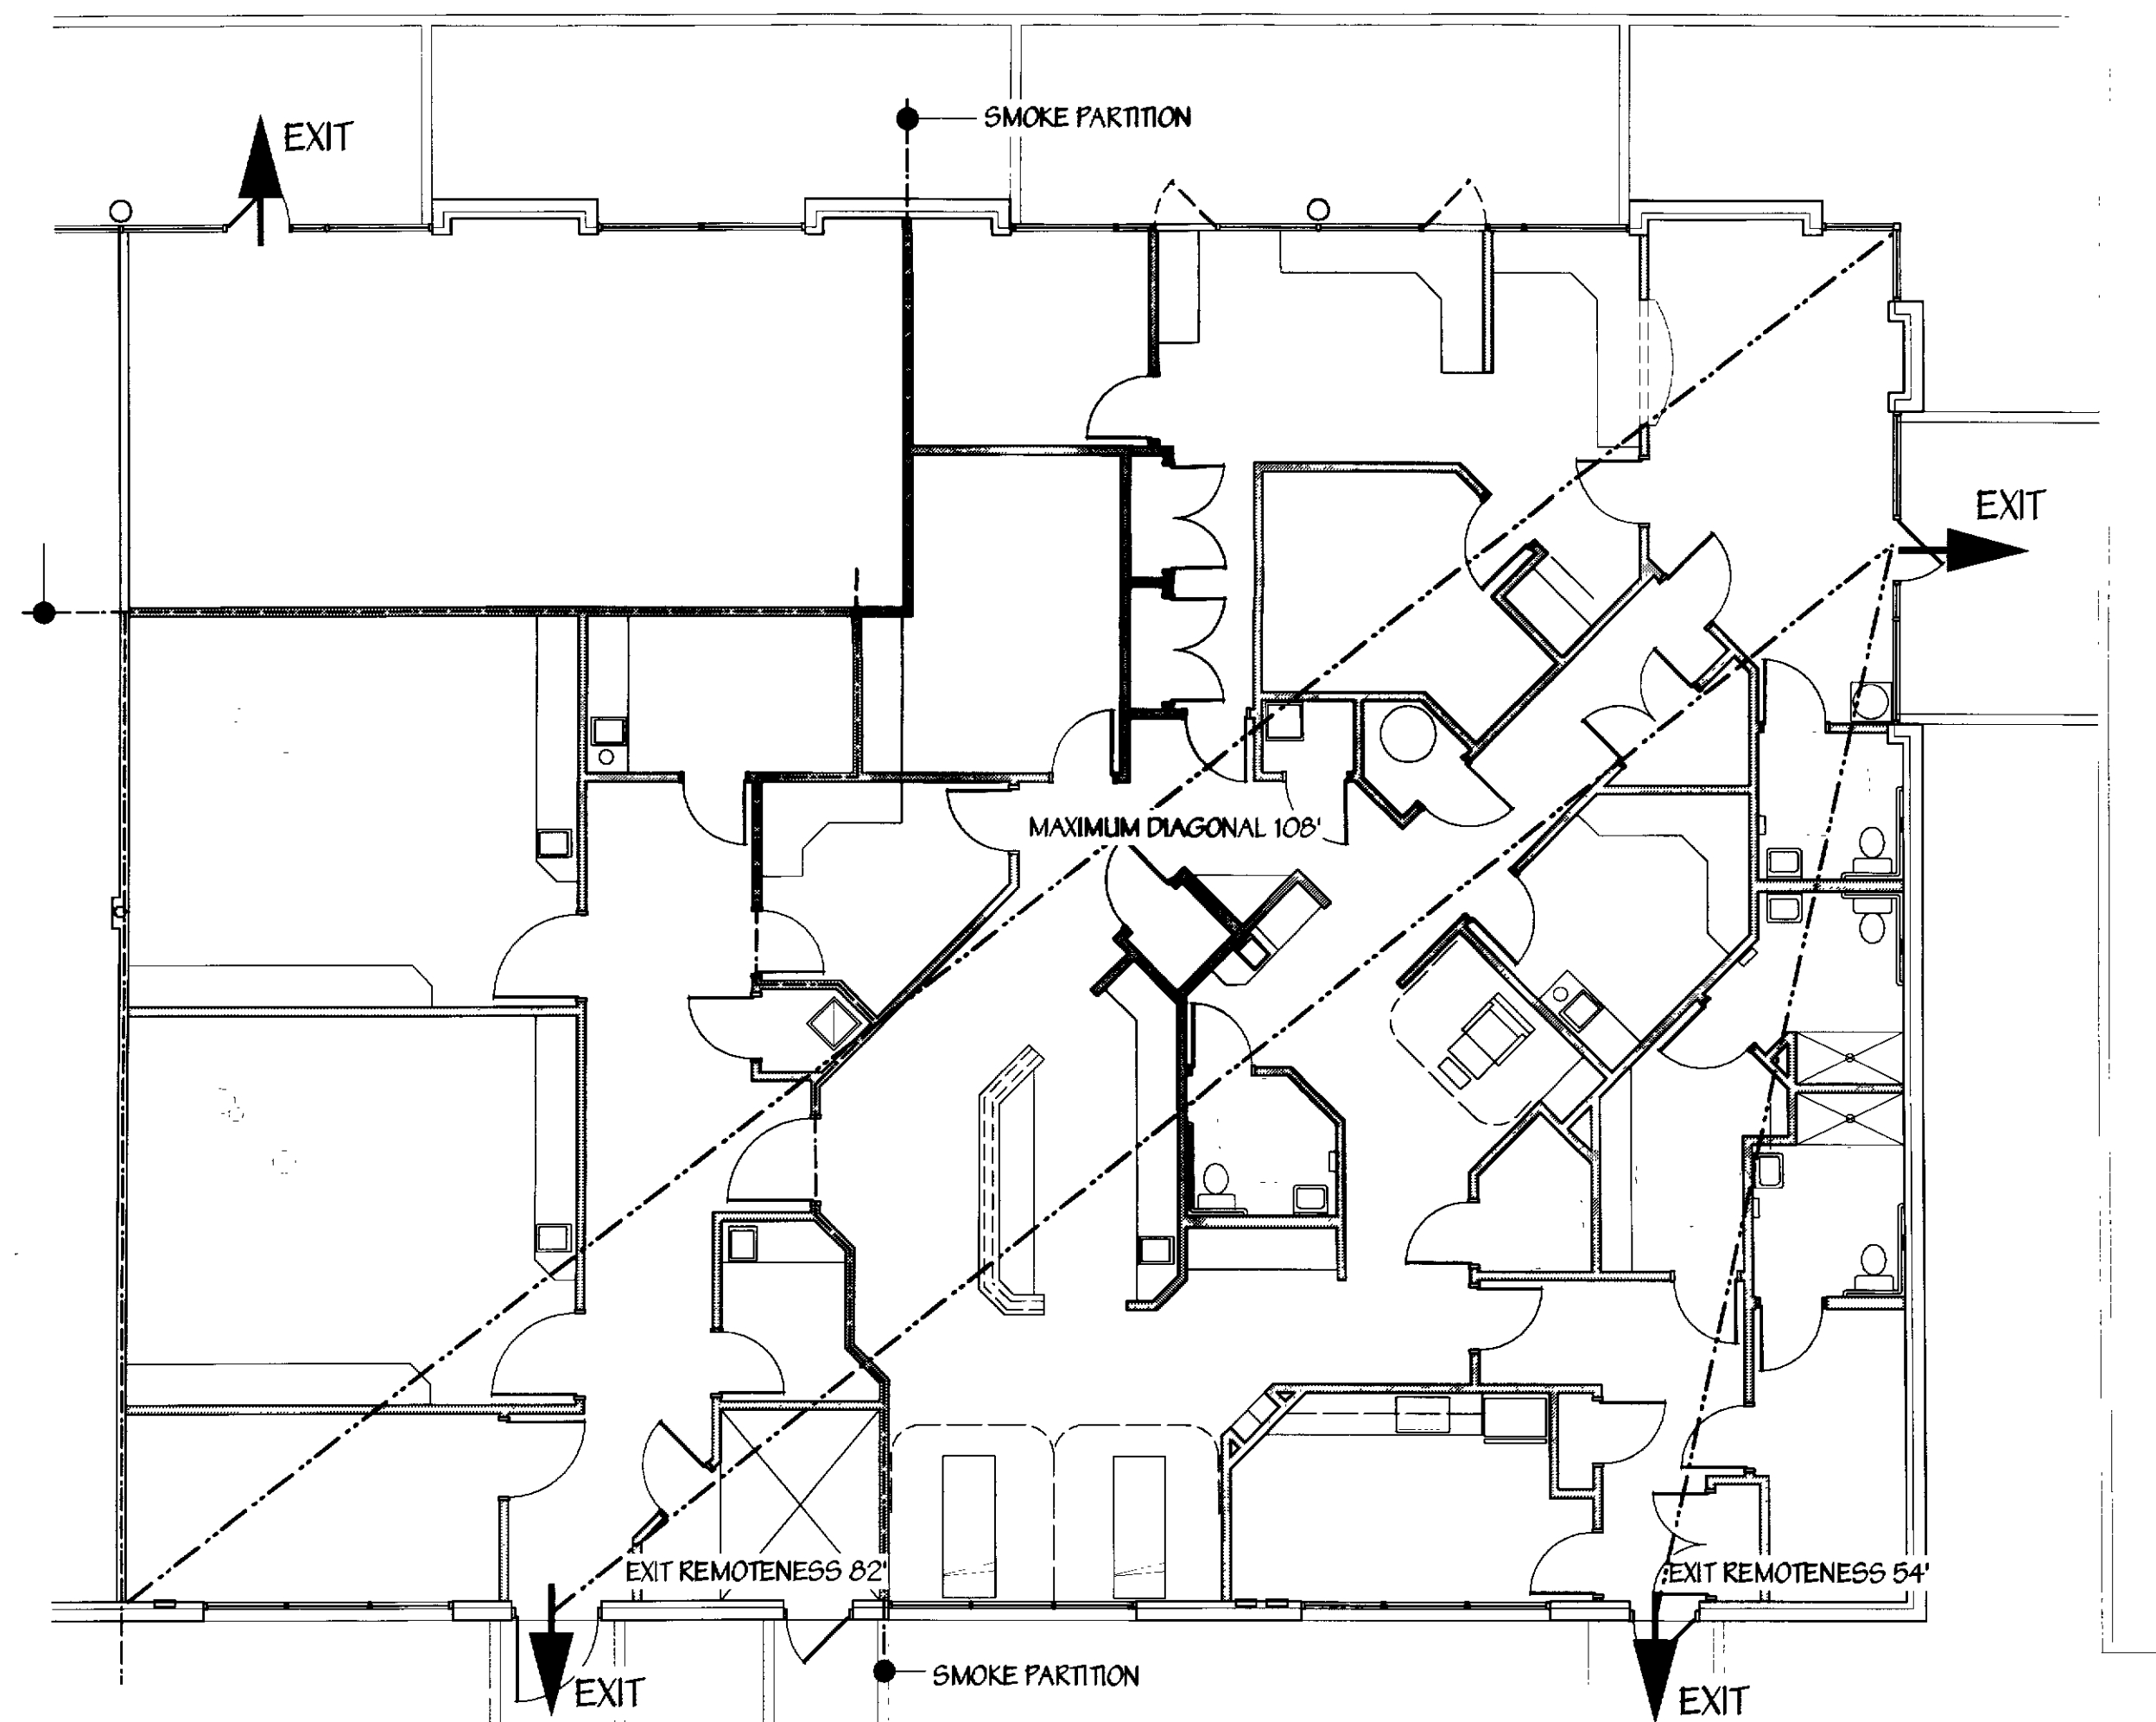 SMOKE PARTITION
EXIT
EXIT
MAXIMUM DIAGONAL 108'
EXIT REMOTENESS 82'
EXIT REMOTENESS 54'
SMOKE PARTITION
EXIT
EXIT